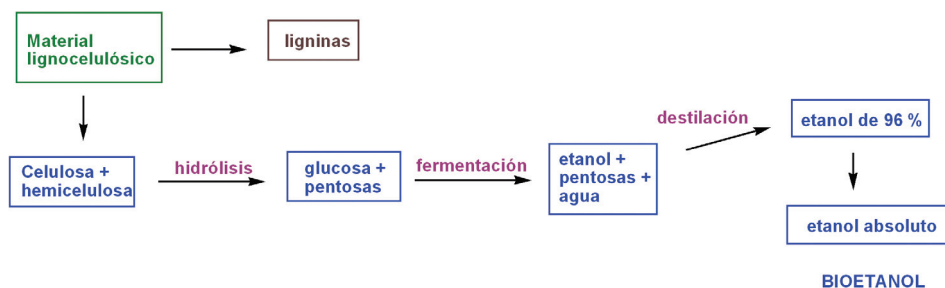 Material
lignocelulósico
ligninas
Celulosa +
hemicelulosa
hidrólisis
glucosa +
pentosas
fermentación
etanol +
pentosas +
agua
destilación
etanol de 96 %
etanol absoluto
BIOETANOL